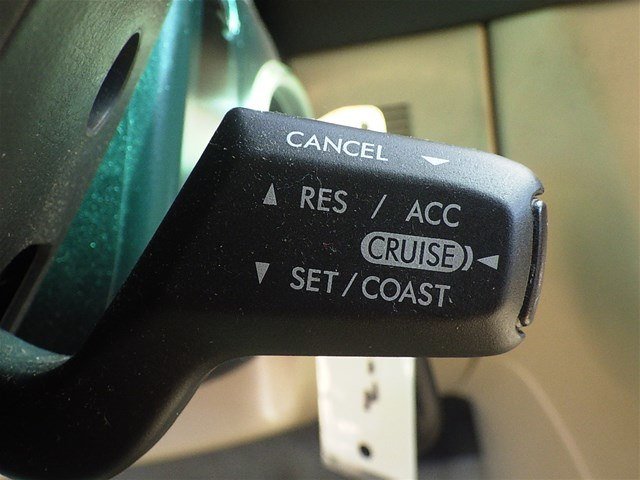 CANCEL
RES / ACC
CRUISE
SET / COAST